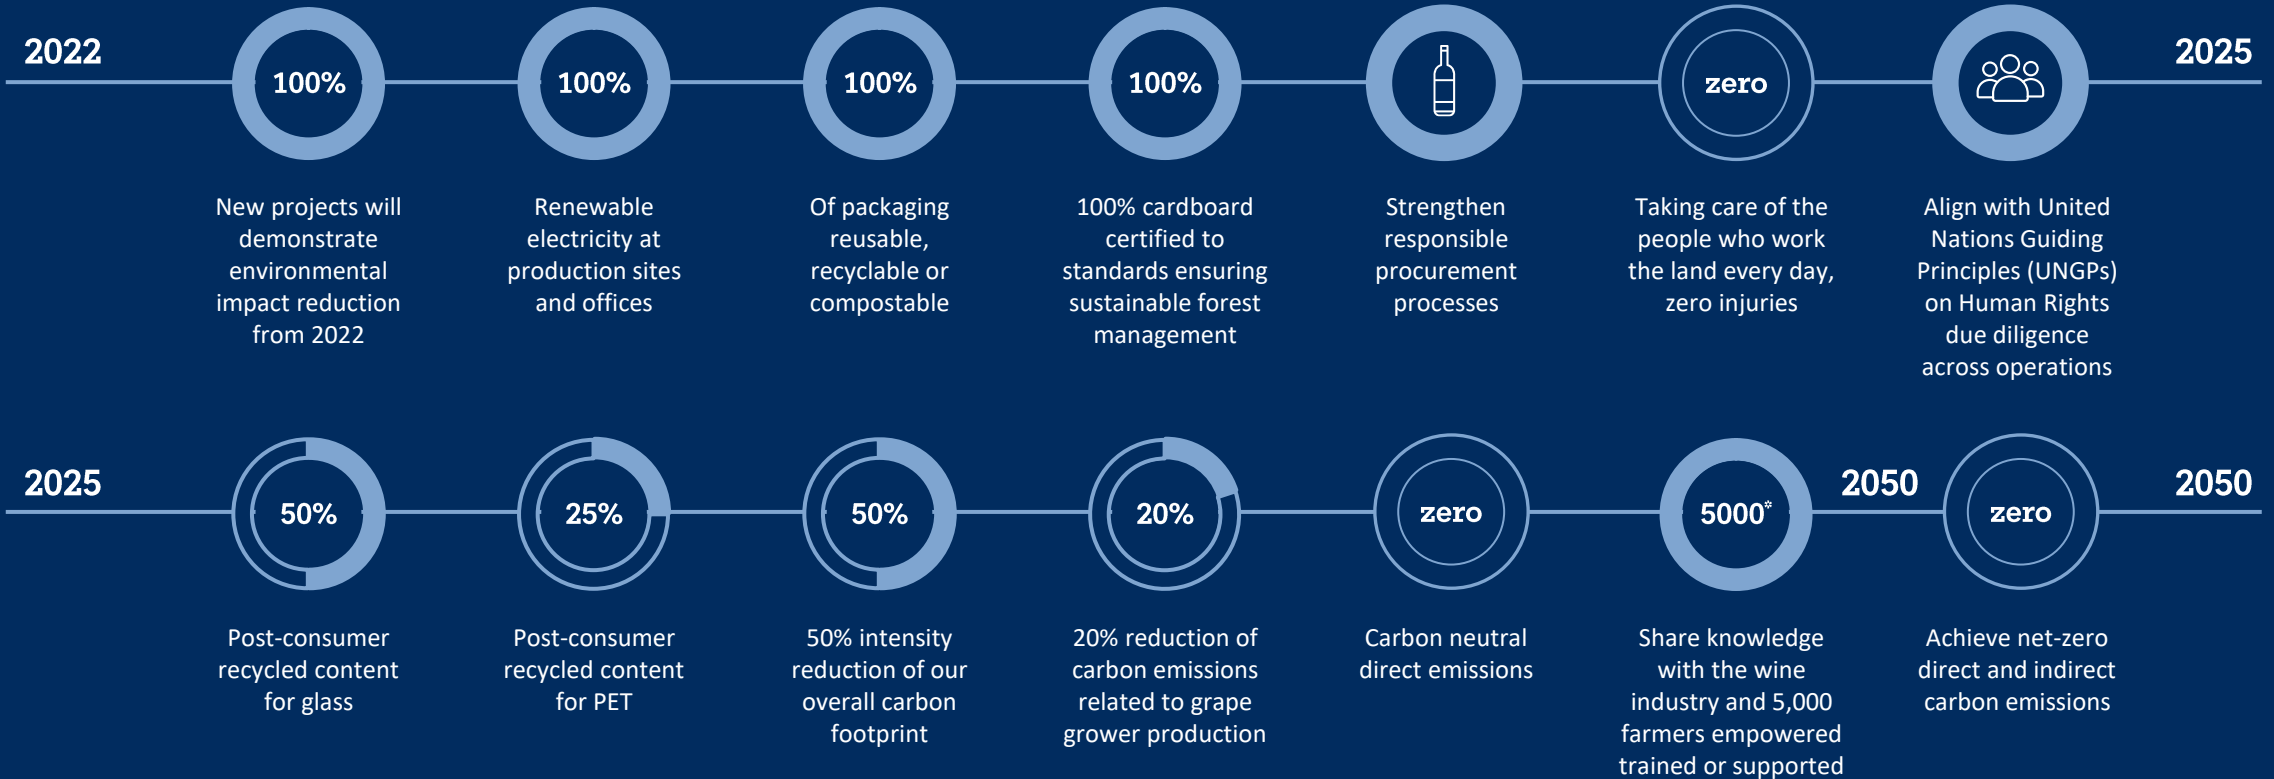 2022
2025
100%
New projects will
demonstrate
environmental
impact reduction
from 2022
100%
Renewable
electricity at
production sites
and offices
100%
Of packaging
reusable,
recyclable or
compostable
100%
100% cardboard
certified to
standards ensuring
sustainable forest
management
Strengthen
responsible
procurement
processes
zero
Taking care of the
people who work
the land every day,
zero injuries
Align with United
Nations Guiding
Principles (UNGPs)
on Human Rights
due diligence
across operations
2025
50%
Post-consumer
recycled content
for glass
25%
Post-consumer
recycled content
for PET
50%
50% intensity
reduction of our
overall carbon
footprint
20%
20% reduction of
carbon emissions
related to grape
grower production
zero
Carbon neutral
direct emissions
5000*
Share knowledge
with the wine
industry and 5,000
farmers empowered
trained or supported
2050
zero
Achieve net-zero
direct and indirect
carbon emissions
2050